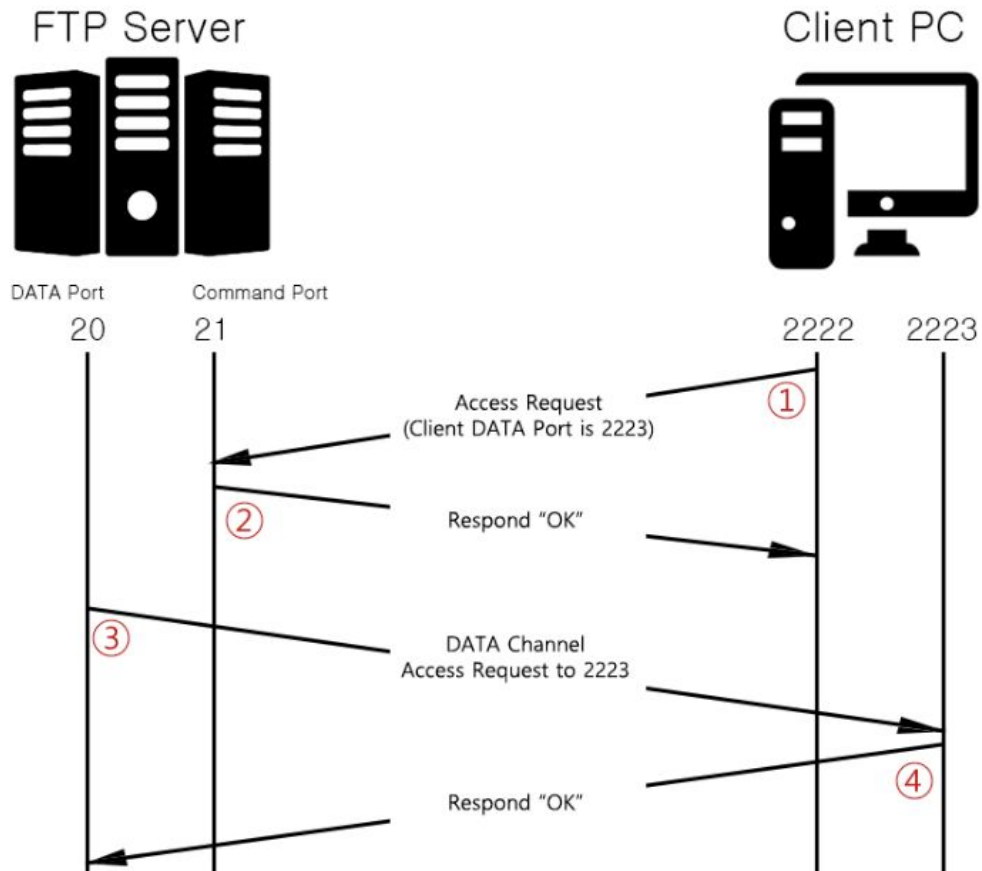 FTP Server
Client PC
DATA Port
Command Port
20
21
2222
2223
①
Access Request
(Client DATA Port is 2223)
②
Respond “OK”
③
DATA Channel
Access Request to 2223
④
Respond “OK”